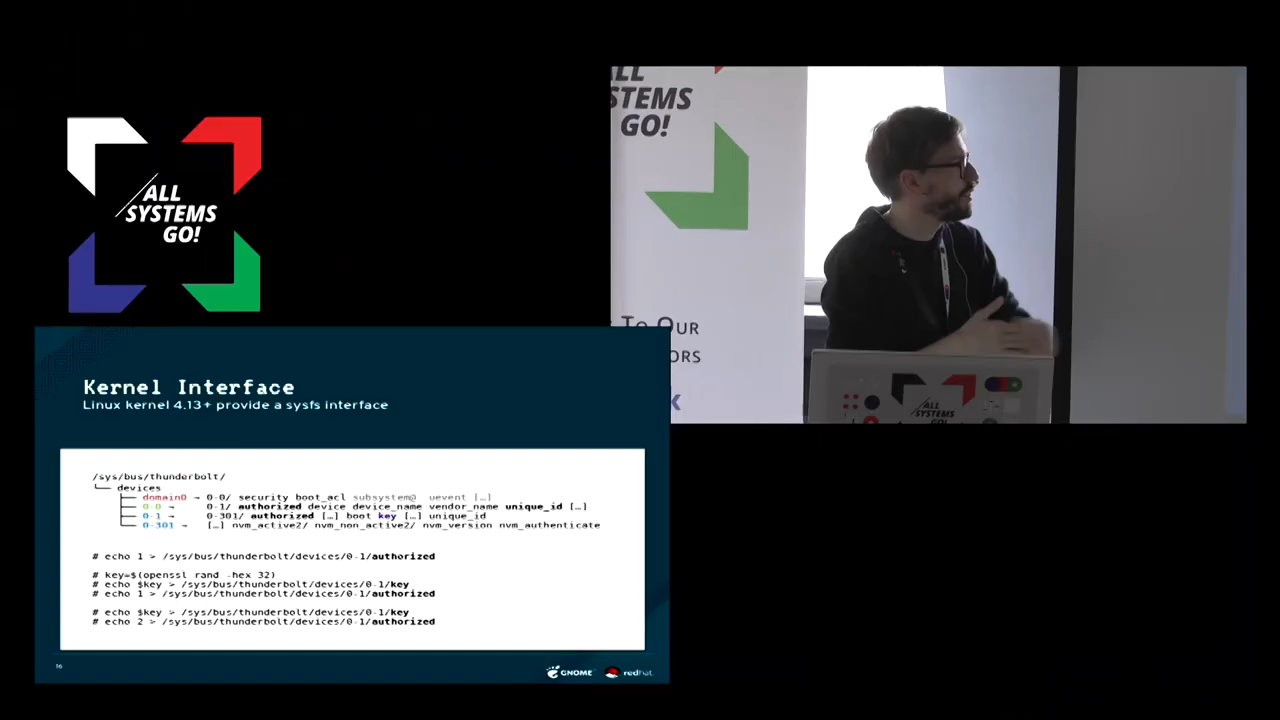 ALL
SYSTEMS
GO!
ALL
STEMS
GO!
To Our
ORS
x
ALL
SYSTEMS
GO!
Kernel Interface
Linux kernel 4.13+ provide a sysfs interface
/sys/bus/thunderbolt/
└── devices
├── domain0 → 0-0/ security boot_acl subsystem@ uevent […]
├── 0-0 → 0-1/ authorized device device_name vendor_name unique_id […]
├── 0-1 → 0-301/ authorized […] boot key […] unique_id
└── 0-301 → […] nvm_active2/ nvm_non_active2/ nvm_version nvm_authenticate
# echo 1 > /sys/bus/thunderbolt/devices/0-1/authorized
# key=$(openssl rand -hex 32)
# echo $key > /sys/bus/thunderbolt/devices/0-1/key
# echo 1 > /sys/bus/thunderbolt/devices/0-1/authorized
# echo $key > /sys/bus/thunderbolt/devices/0-1/key
# echo 2 > /sys/bus/thunderbolt/devices/0-1/authorized
16
GNOME
redhat.